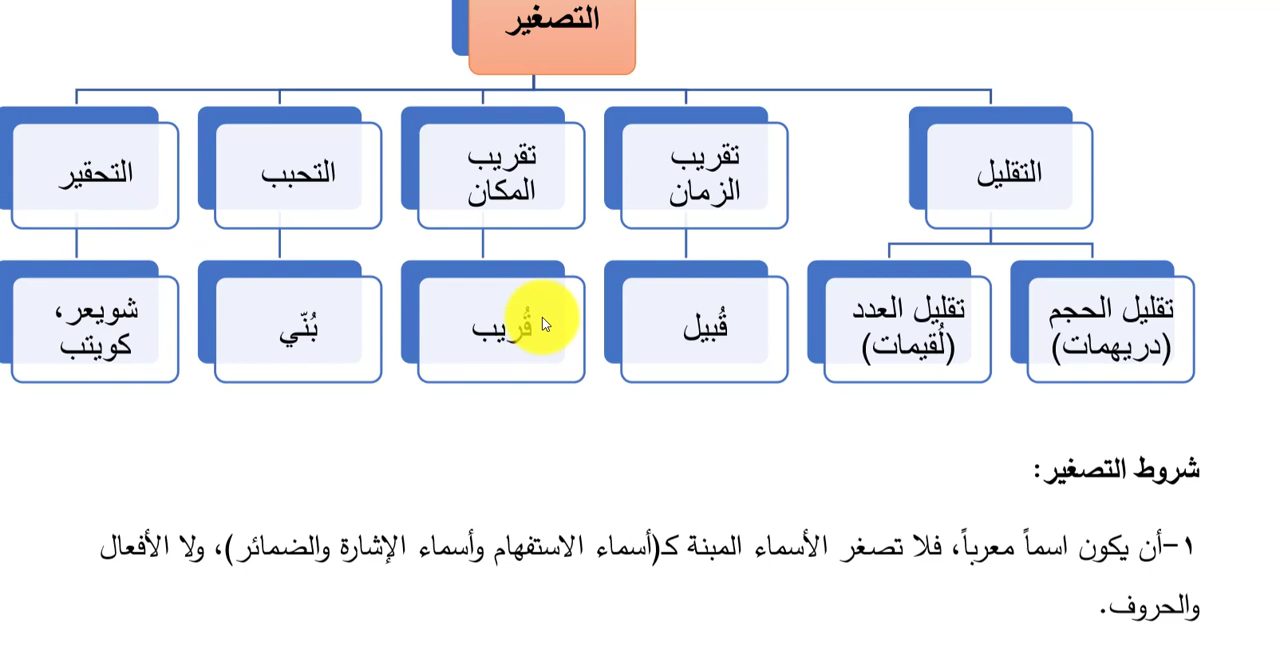 التصغير
التقليل
تقريب
الزمان
تقريب
المكان
التحبب
التحقير
تقليل الحجم
(دريهمات)
تقليل العدد
(لُقيمات)
قُبيل
قُريب
بُنّي
شويعر،
كويتب
شروط التصغير:
١-أن يكون اسماً معرباً، فلا تصغر الأسماء المبنة كـ(أسماء الاستفهام وأسماء الإشارة والضمائر)، ولا الأفعال
والحروف.